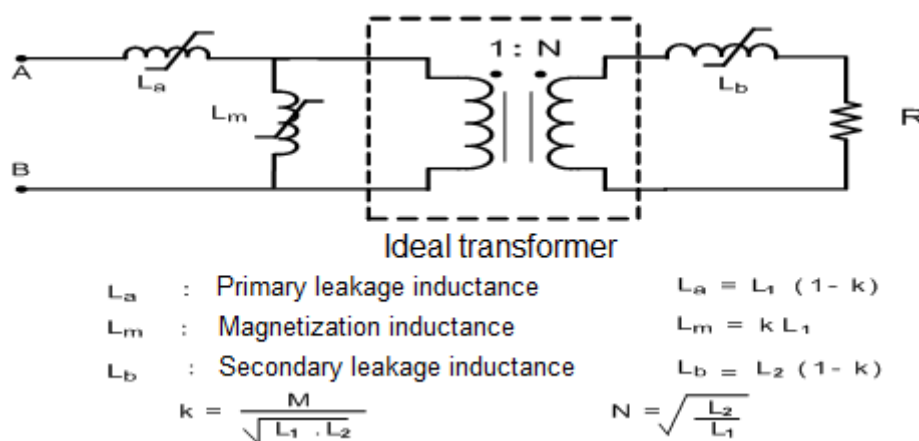 1 : N
A
La
Lm
Lb
R
B
Ideal transformer
La : Primary leakage inductance La = L1 (1- k)
Lm : Magnetization inductance Lm = k L1
Lb : Secondary leakage inductance Lb = L2 (1- k)
k = M / √L1 . L2 N = √L2 / L1